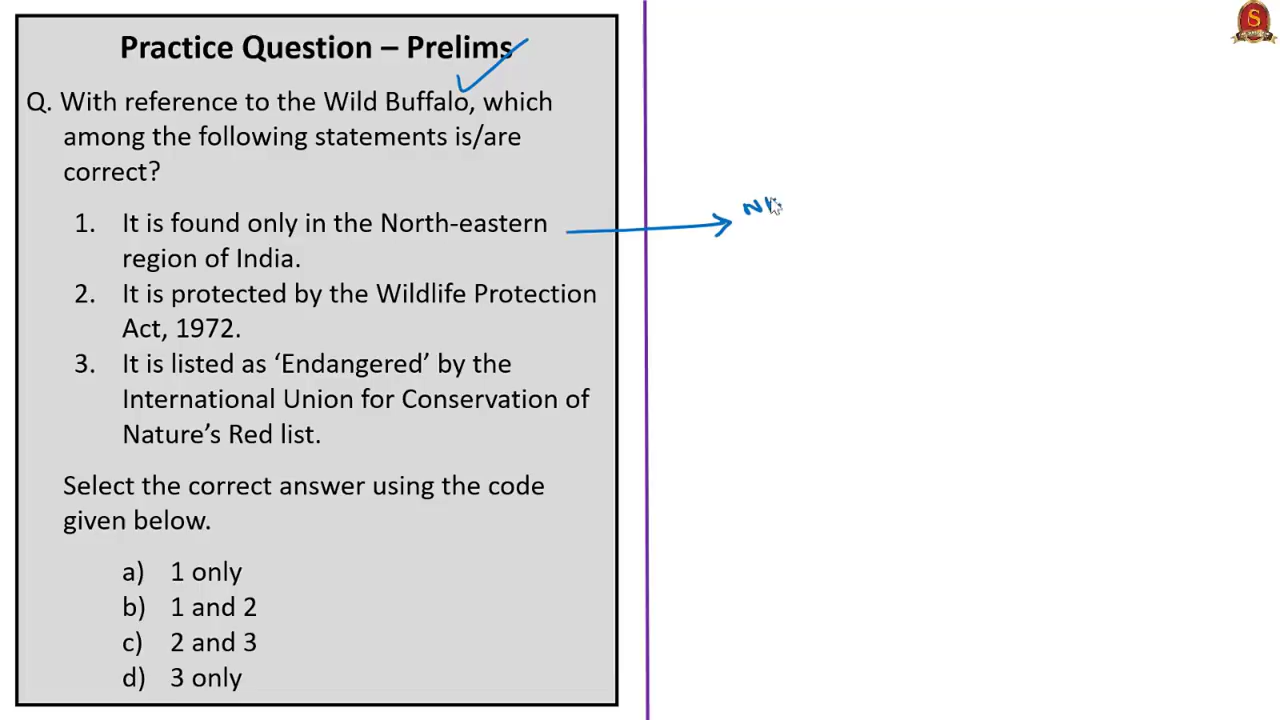 Practice Question – Prelims
Q. With reference to the Wild Buffalo, which
among the following statements is/are
correct?
1. It is found only in the North-eastern
region of India.
2. It is protected by the Wildlife Protection
Act, 1972.
3. It is listed as ‘Endangered’ by the
International Union for Conservation of
Nature’s Red list.
Select the correct answer using the code
given below.
a) 1 only
b) 1 and 2
c) 2 and 3
d) 3 only
S